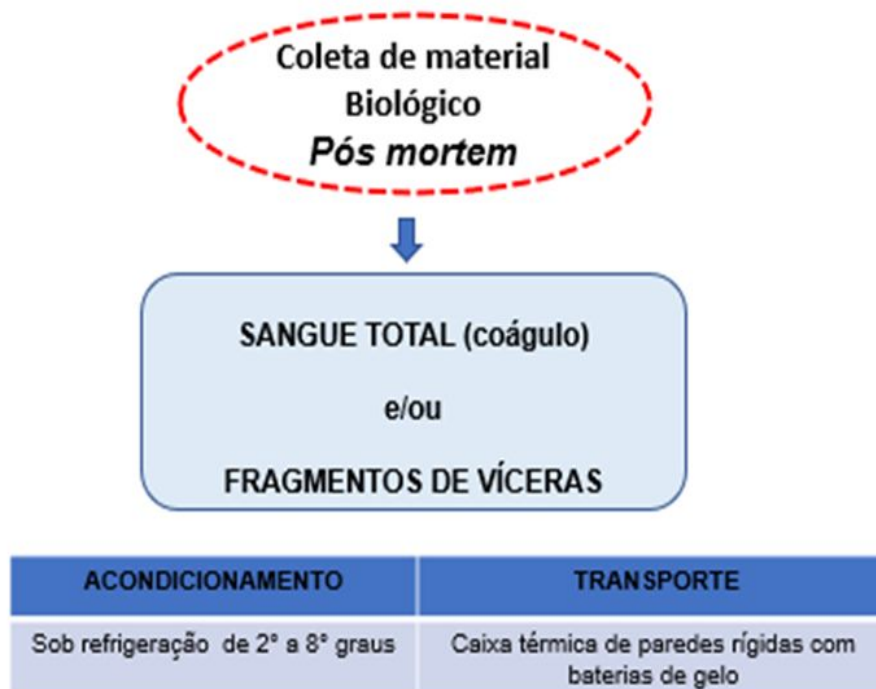 Coleta de material
Biológico
Pós mortem
SANGUE TOTAL (coágulo)
e/ou
FRAGMENTOS DE VÍCERAS
ACONDICIONAMENTO
TRANSPORTE
Sob refrigeração de 2° a 8° graus
Caixa térmica de paredes rígidas com
baterias de gelo